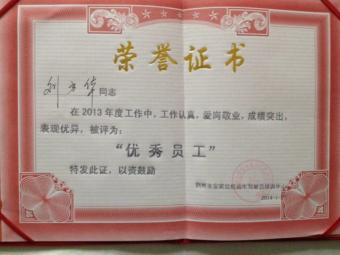 荣誉证书
同志
在2013年度工作中，工作认真，爱岗敬业，成绩突出，
表现优异，被评为：
“优秀员工”
特发此证，以资鼓励